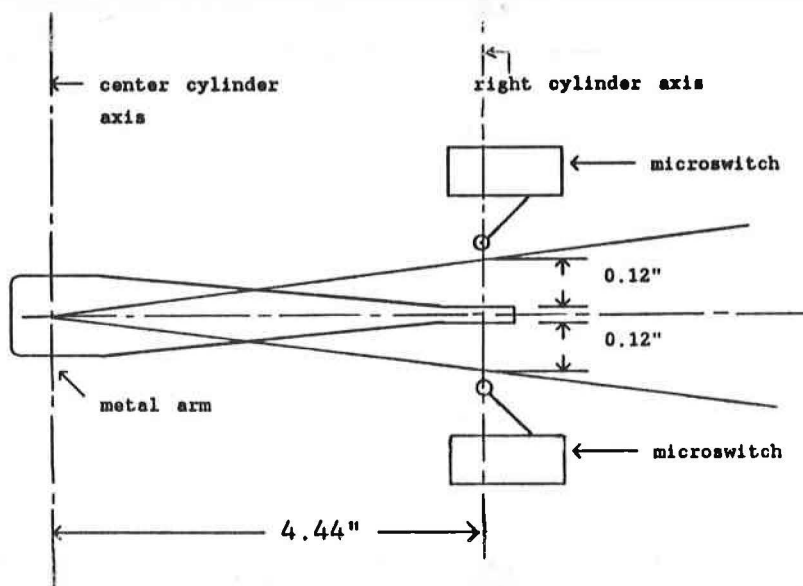 center cylinder
axis
right cylinder axis
microswitch
0.12"
0.12"
metal arm
microswitch
4.44"